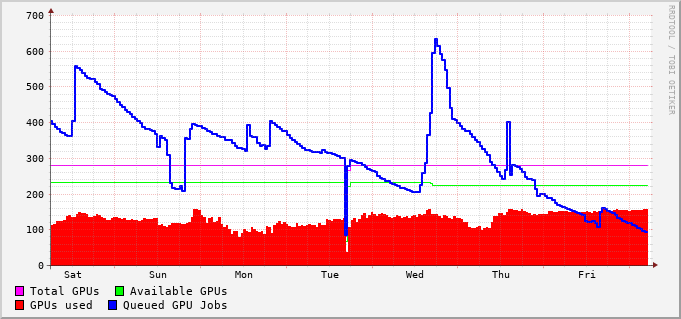 700
600
500
400
300
200
100
0
Sat Sun Mon Tue Wed Thu Fri
Total GPUs Available GPUs
GPUs used Queued GPU Jobs
RRDTOOL / TOBI OETIKER